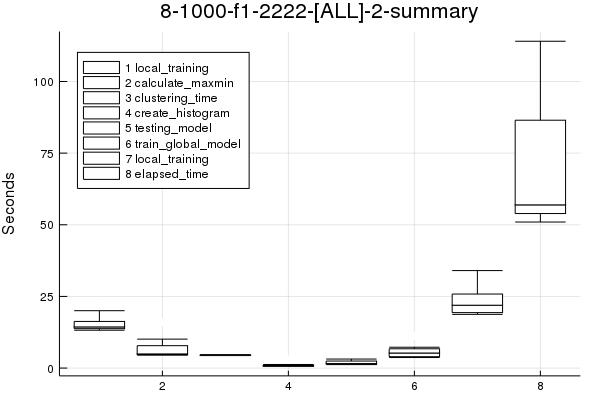 8-1000-f1-2222-[ALL]-2-summary
1 local_training
2 calculate_maxmin
3 clustering_time
4 create_histogram
5 testing_model
6 train_global_model
7 local_training
8 elapsed_time
Seconds
100
75
50
25
0
2 4 6 8